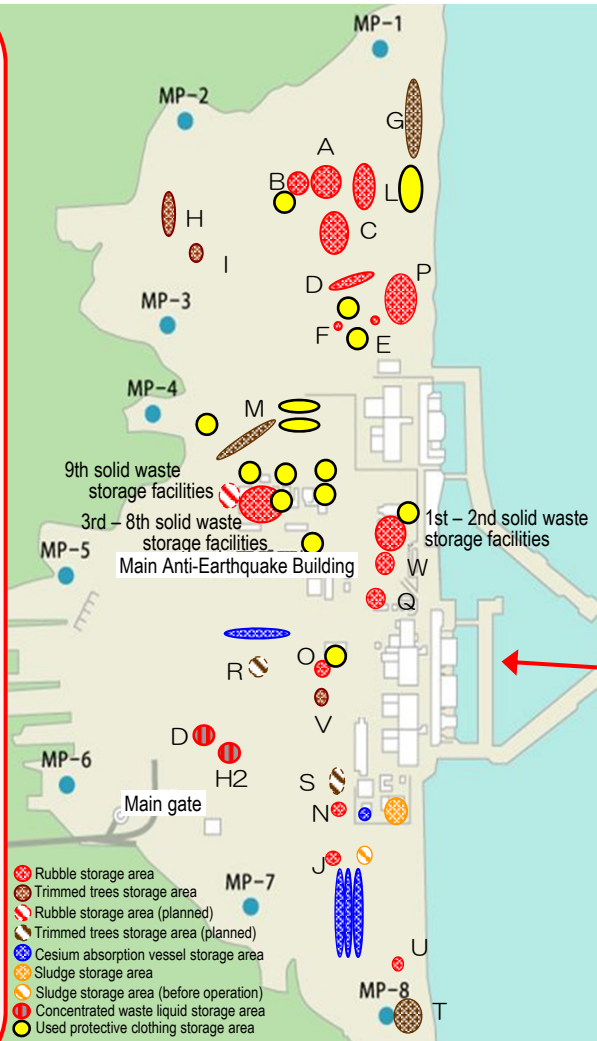 MP-1
MP-2
G
A
B
L
H
C
I
D
P
MP-3
F
E
MP-4
M
9th solid waste
storage facilities
3rd – 8th solid waste
storage facilities
1st – 2nd solid waste
storage facilities
MP-5
Main Anti-Earthquake Building
W
Q
O
R
V
D
H2
MP-6
S
Main gate
N
J
MP-7
U
MP-8
T
Rubble storage area
Trimmed trees storage area
Rubble storage area (planned)
Trimmed trees storage area (planned)
Cesium absorption vessel storage area
Sludge storage area
Sludge storage area (before operation)
Concentrated waste liquid storage area
Used protective clothing storage area